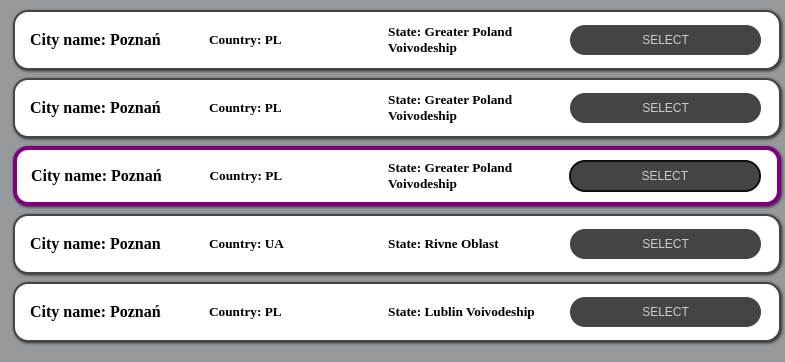 City name: Poznań Country: PL State: Greater Poland Voivodeship SELECT
City name: Poznań Country: PL State: Greater Poland Voivodeship SELECT
City name: Poznań Country: PL State: Greater Poland Voivodeship SELECT
City name: Poznan Country: UA State: Rivne Oblast SELECT
City name: Poznań Country: PL State: Lublin Voivodeship SELECT